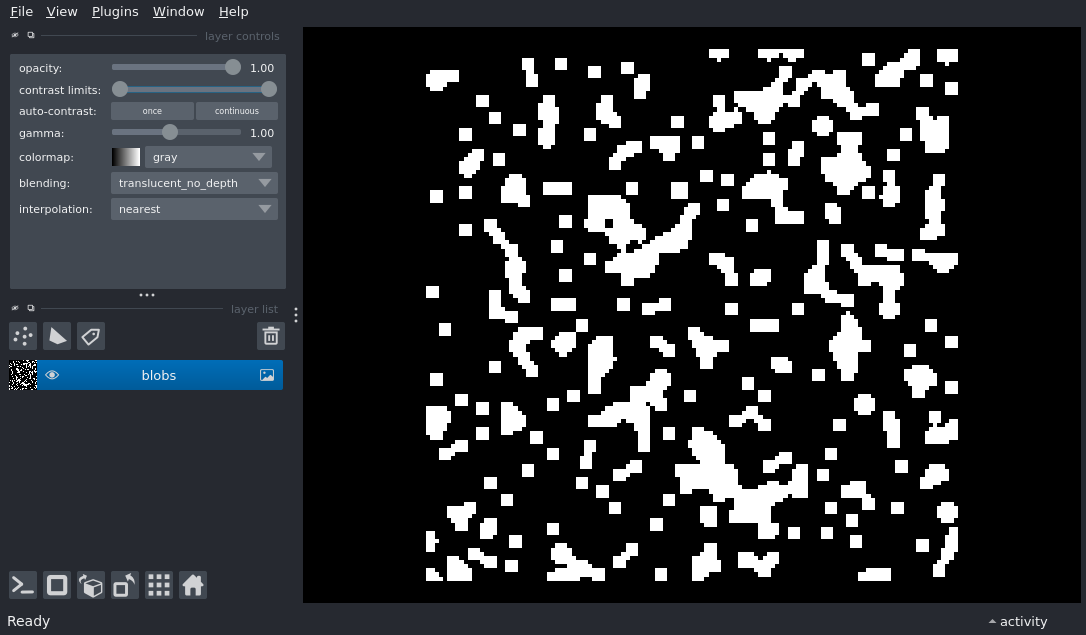 File View Plugins Window Help
layer controls
opacity: 1.00
contrast limits:
auto-contrast: once continuous
gamma: 1.00
colormap: gray
blending: translucent_no_depth
interpolation: nearest
layer list
blobs
Ready activity